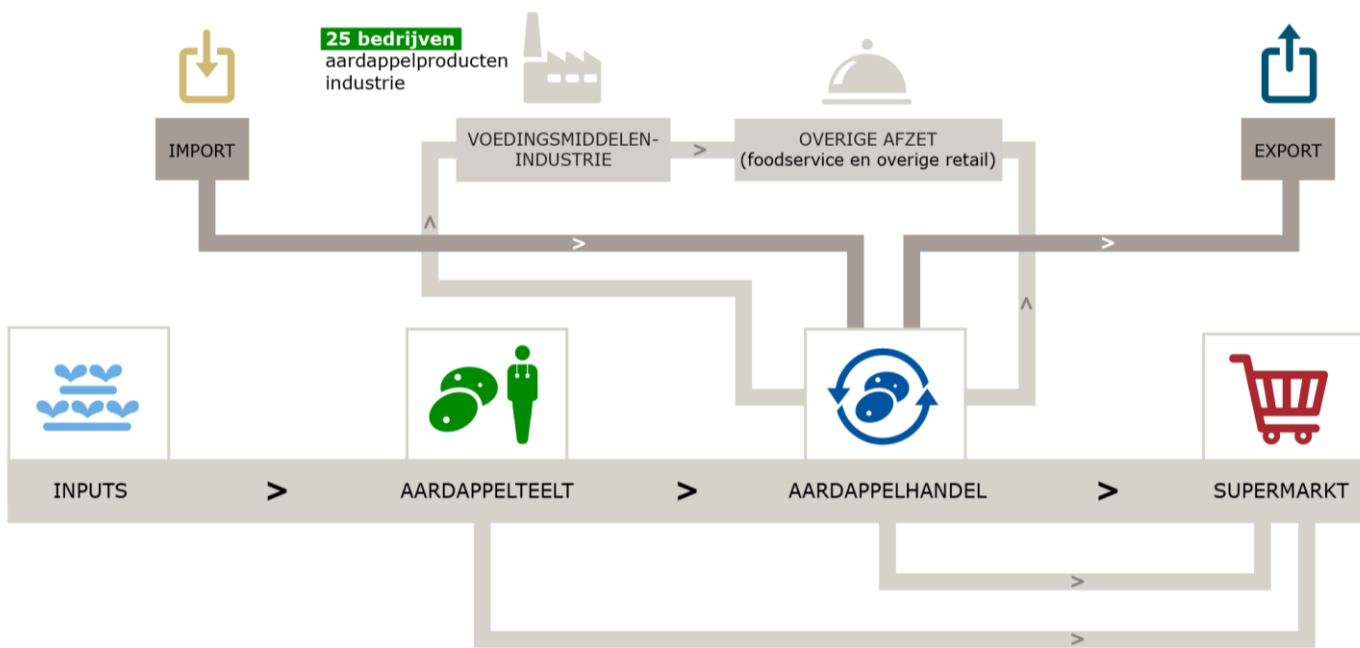 25 bedrijven
aardappelproducten
industrie
IMPORT
VOEDINGSMIDDELEN-
INDUSTRIE
>
OVERIGE AFZET
(foodservice en overige retail)
EXPORT
>
>
>
>
>
INPUTS
>
AARDAPPELTEELT
>
AARDAPPELHANDEL
>
SUPERMARKT
>
>